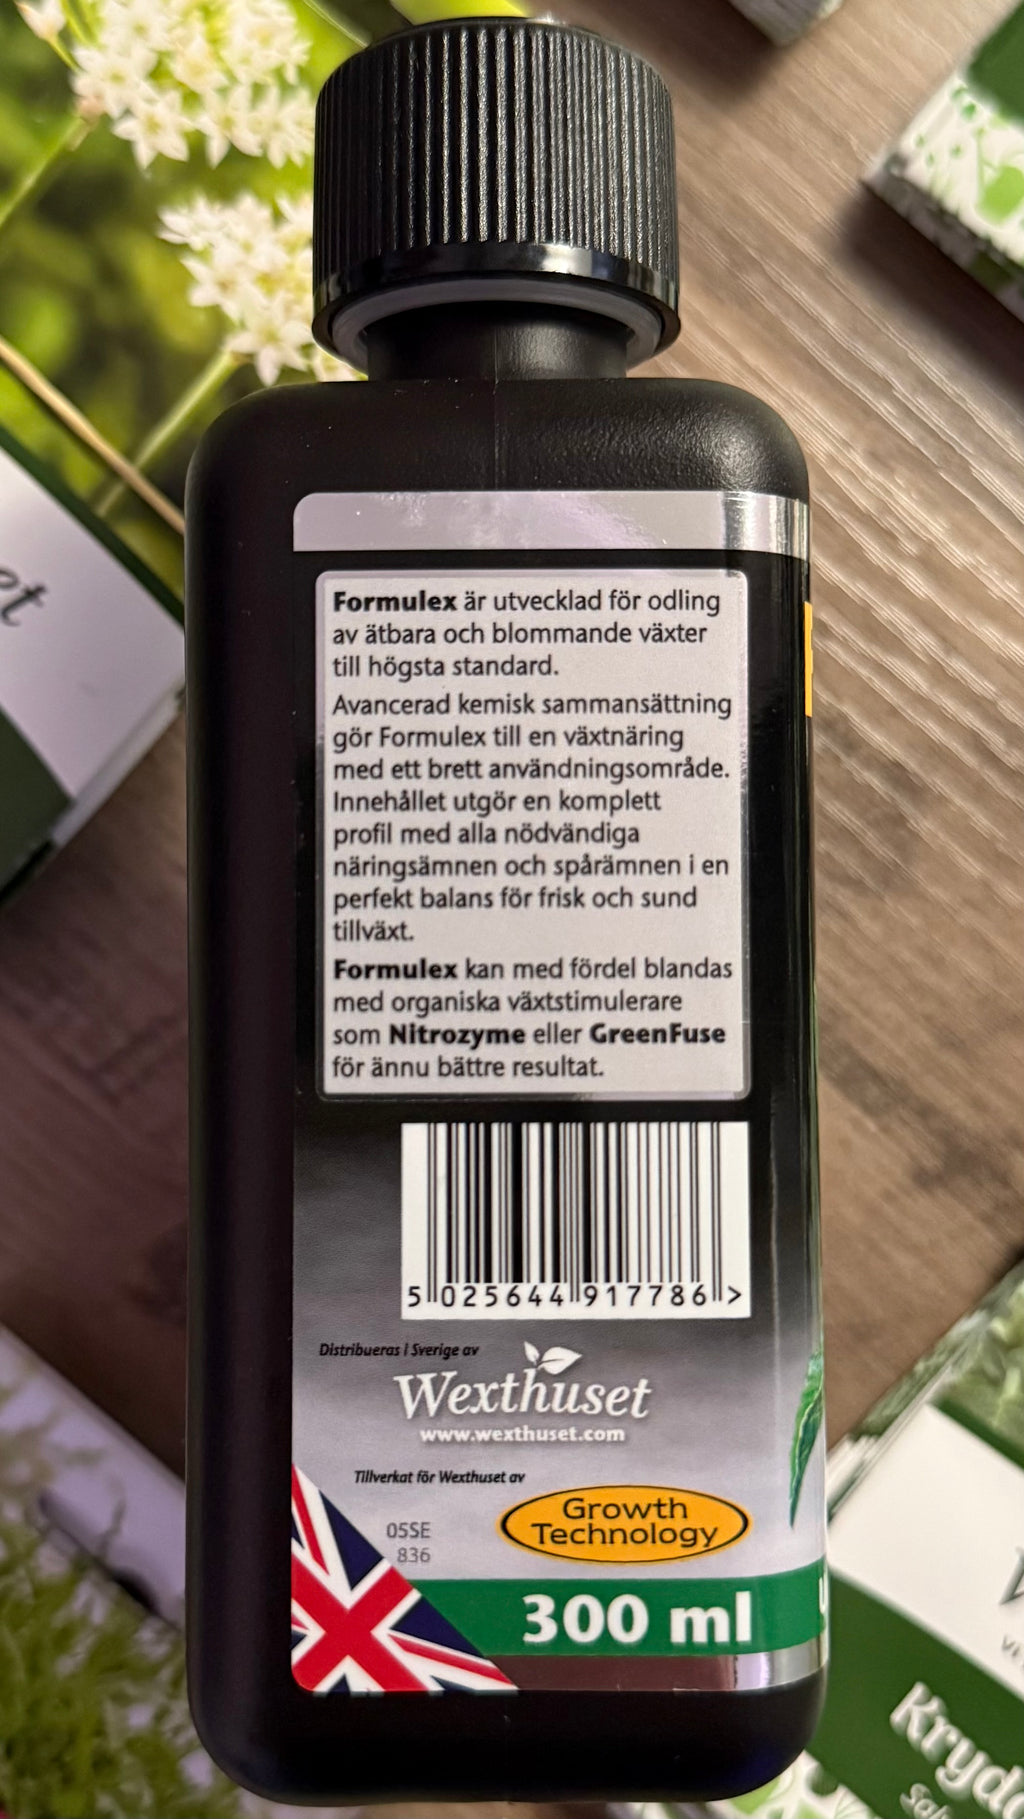 Formulex är utvecklad för odling
av ätbara och blommande växter
till högsta standard.
Avancerad kemisk sammansättning
gör Formulex till en växtnäring
med ett brett användningsområde.
Innehållet utgör en komplett
profil med alla nödvändiga
näringsämnen och spårämnen i en
perfekt balans för frisk och sund
tillväxt.
Formulex kan med fördel blandas
med organiska växtstimulerare
som Nitrozyme eller GreenFuse
för ännu bättre resultat.
5 025644 917786 >
Distribueras i Sverige av
Wexthuset
www.wexthuset.com
Tillverkat för Wexthuset av
Growth
Technology
05SE
836
300 ml